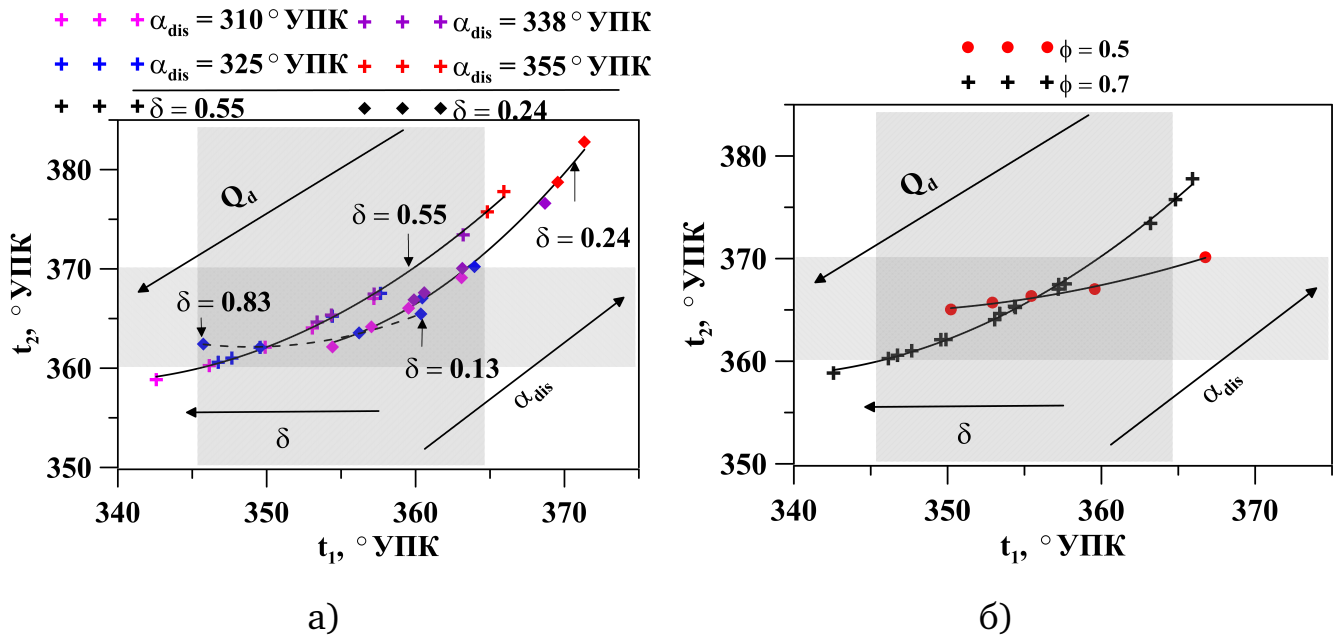 α_dis = 310 °УПК
α_dis = 338 °УПК
α_dis = 325 °УПК
α_dis = 355 °УПК
δ = 0.55
δ = 0.24
380
370
360
350
t₂, °УПК
340
350
360
370
t₁, °УПК
Q_d
δ = 0.55
δ = 0.24
δ = 0.83
δ = 0.13
δ
α_dis
а)
ϕ = 0.5
ϕ = 0.7
380
370
360
350
t₂, °УПК
340
350
360
370
t₁, °УПК
Q_d
δ
α_dis
б)